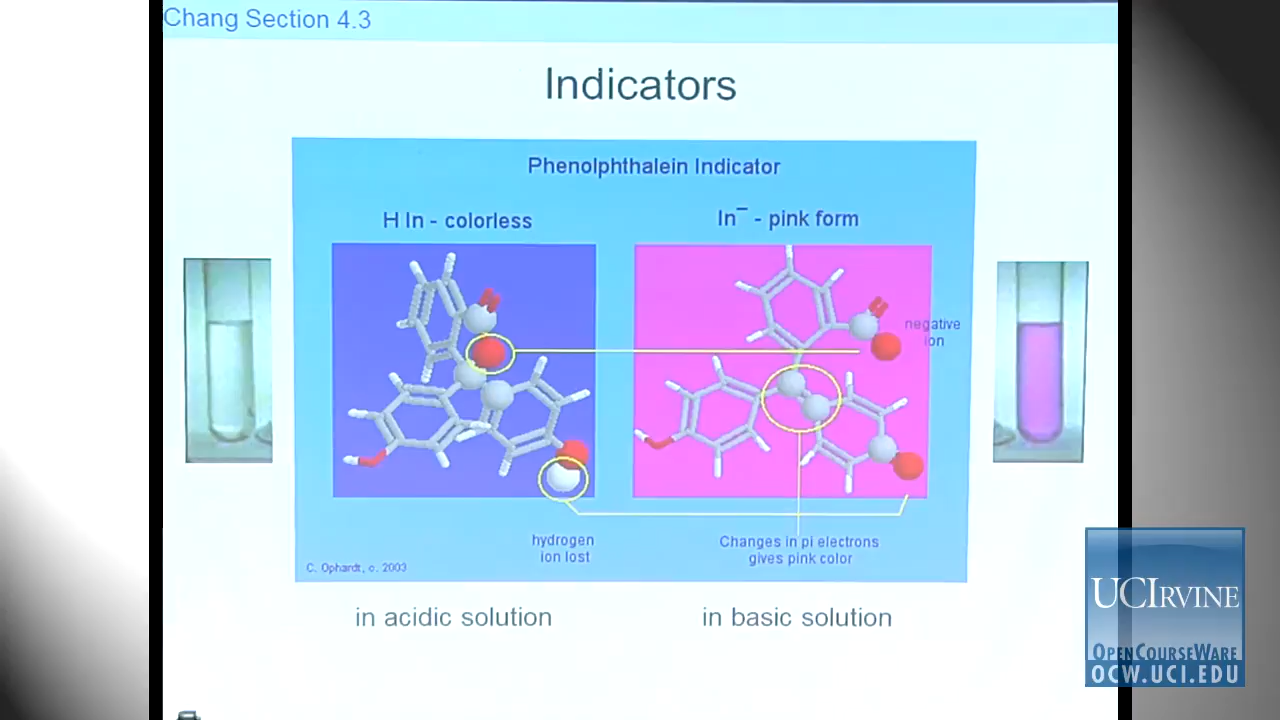 Chang Section 4.3
Indicators
Phenolphthalein Indicator
H In - colorless
In¯ - pink form
negative
ion
hydrogen
ion lost
Changes in pi electrons
gives pink color
C. Ophardt, c. 2003
in acidic solution
in basic solution
UCIRVINE
OPENCOURSEWARE
OCW.UCI.EDU